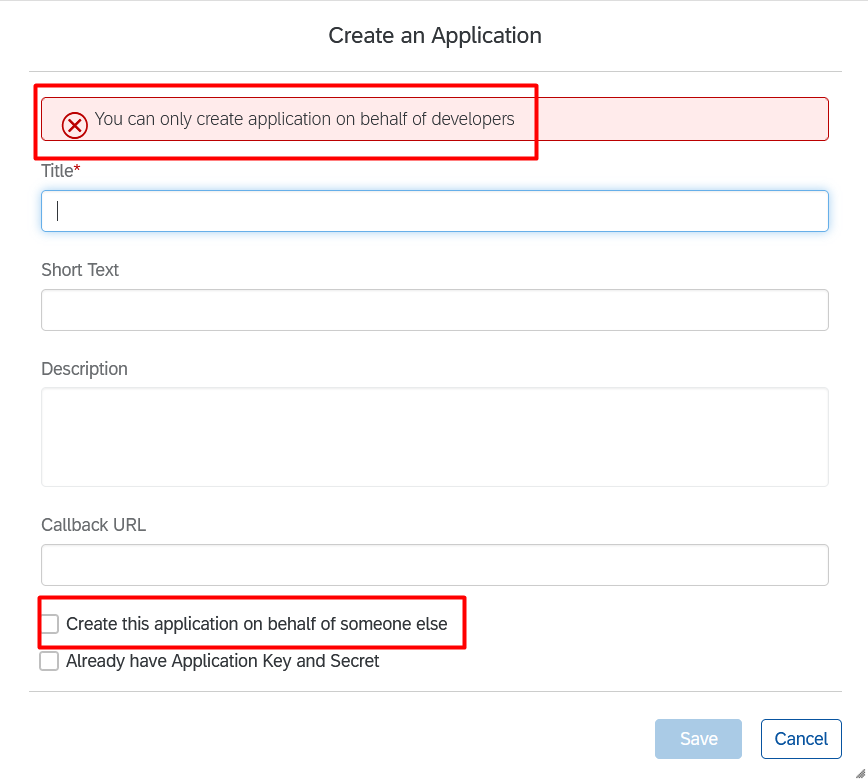 Create an Application
You can only create application on behalf of developers
Title*
Short Text
Description
Callback URL
Create this application on behalf of someone else
Already have Application Key and Secret
Save
Cancel